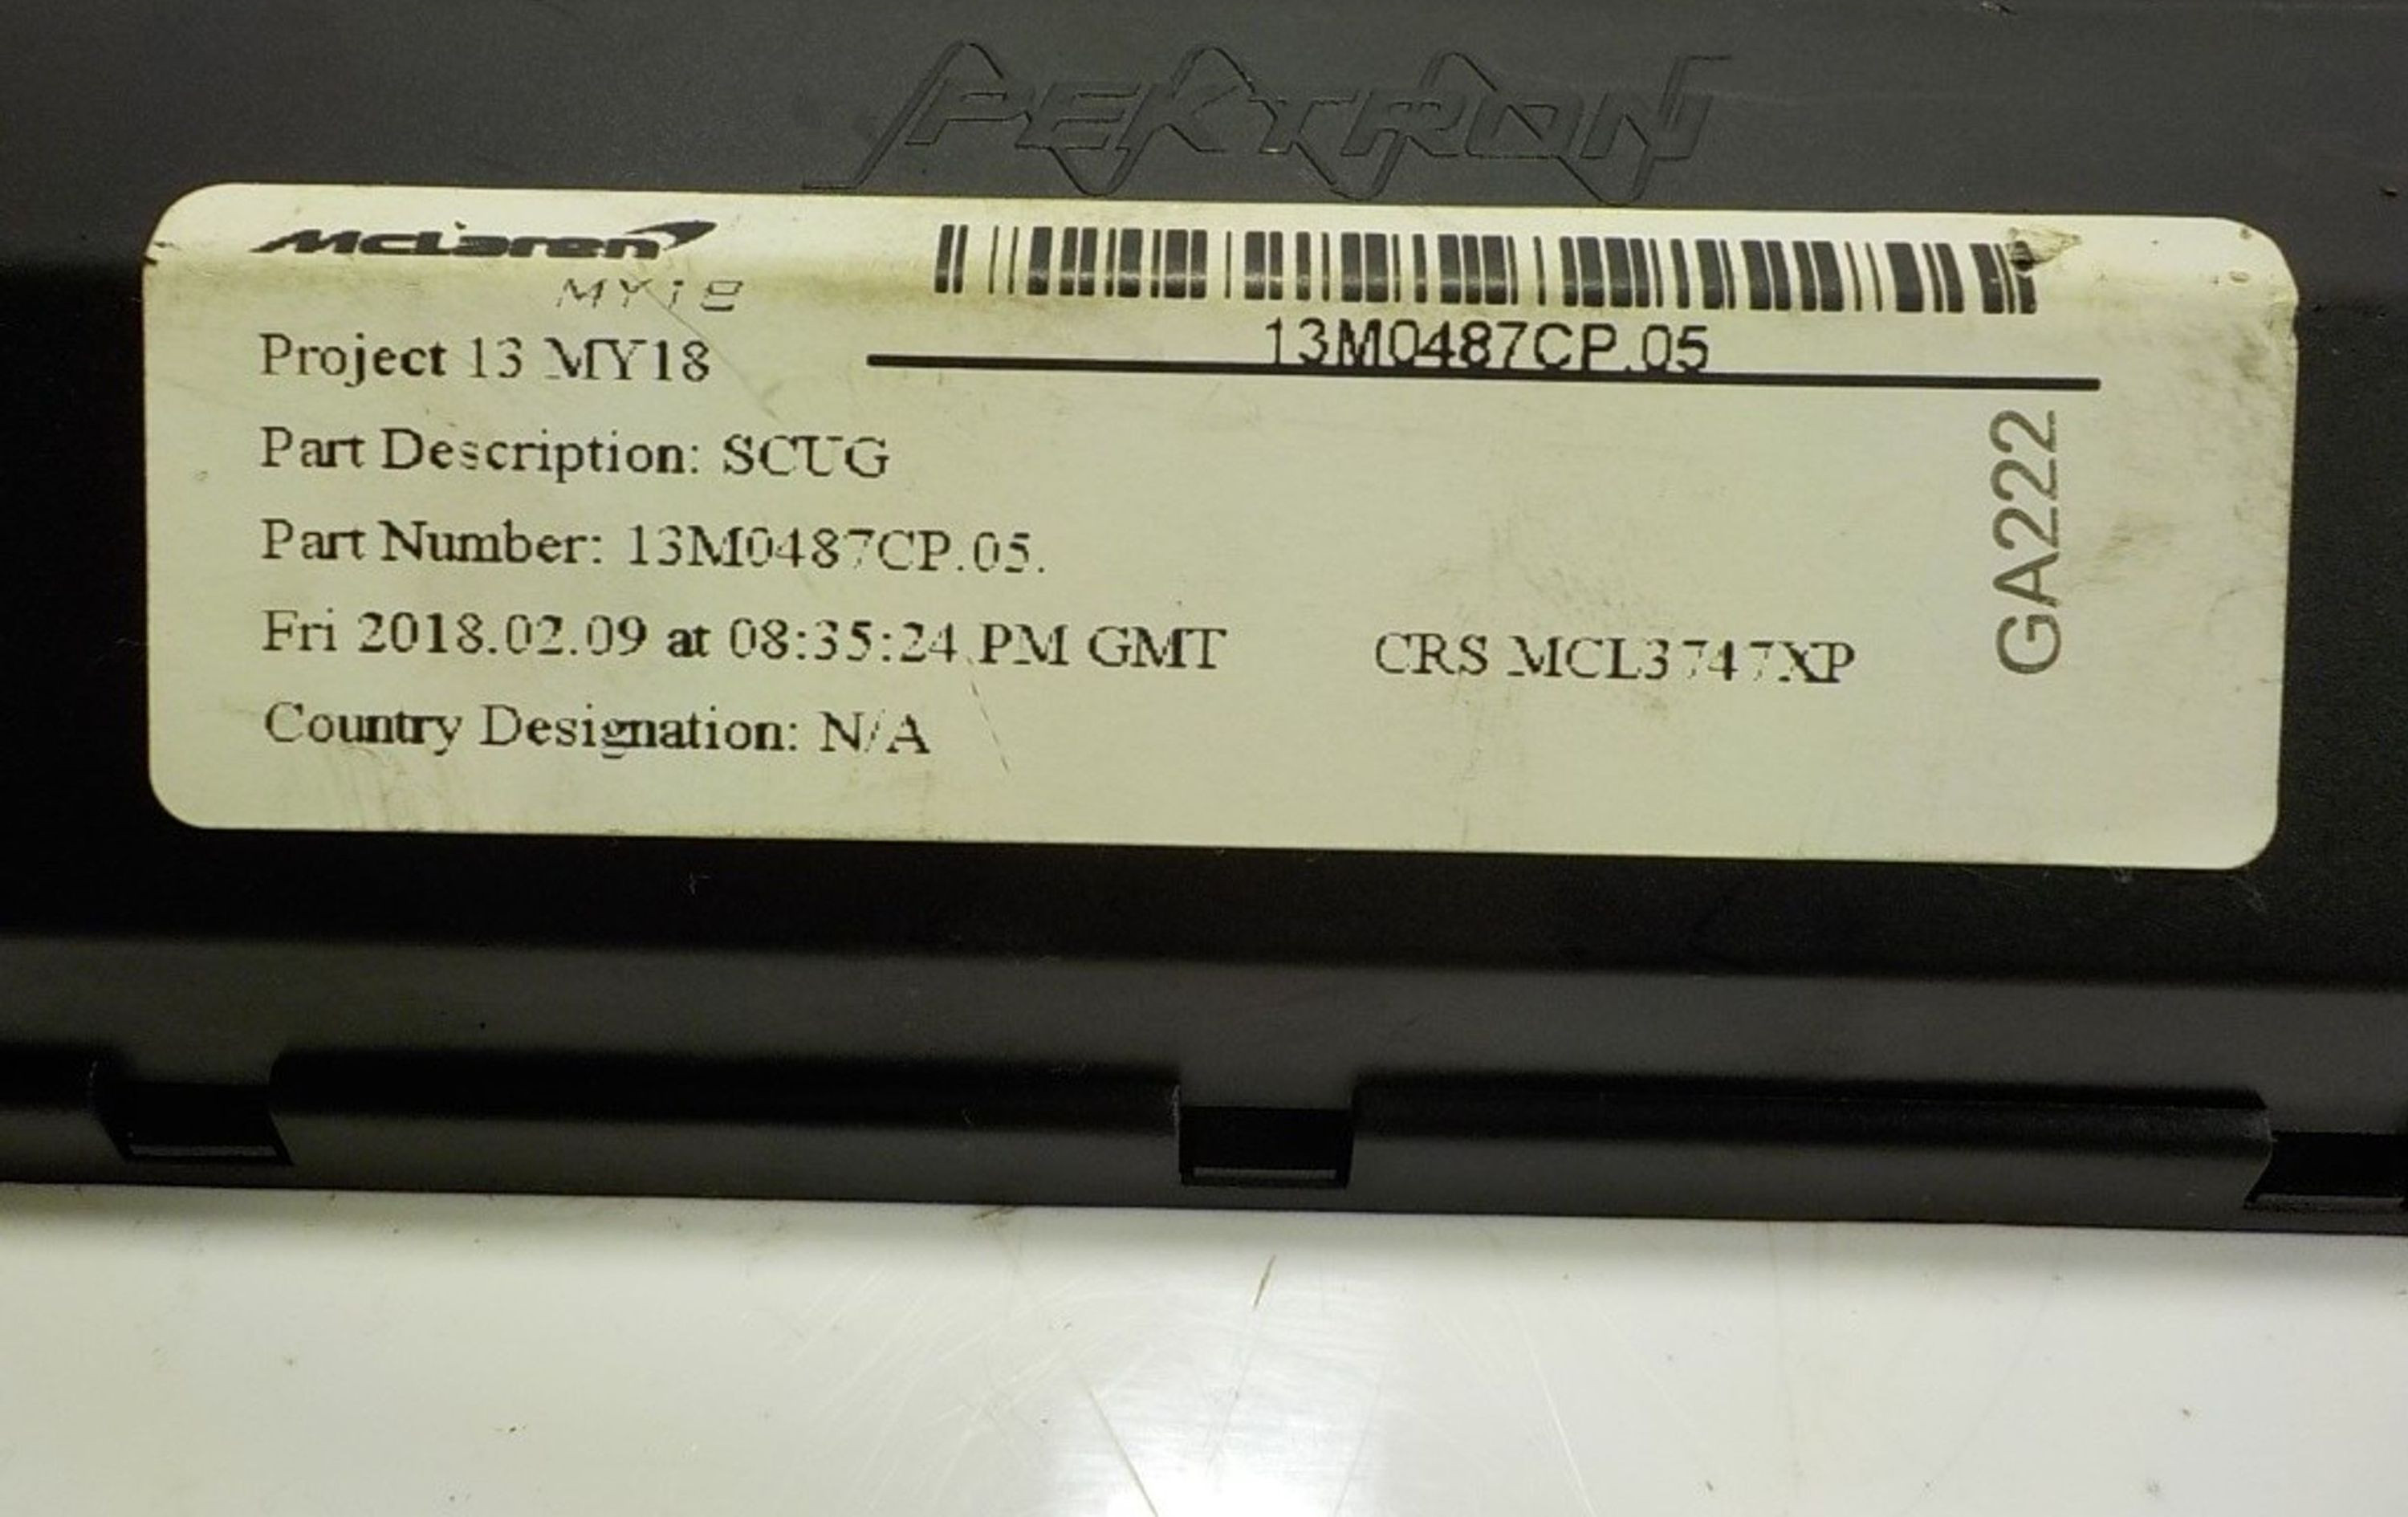 PEKTRON
McLaren
MY18
13M0487CP.05
Project 13 MY18
Part Description: SCUG
Part Number: 13M0487CP.05.
Fri 2018.02.09 at 08:35:24 PM GMT
CRS MCL3747XP
Country Designation: N/A
GA222